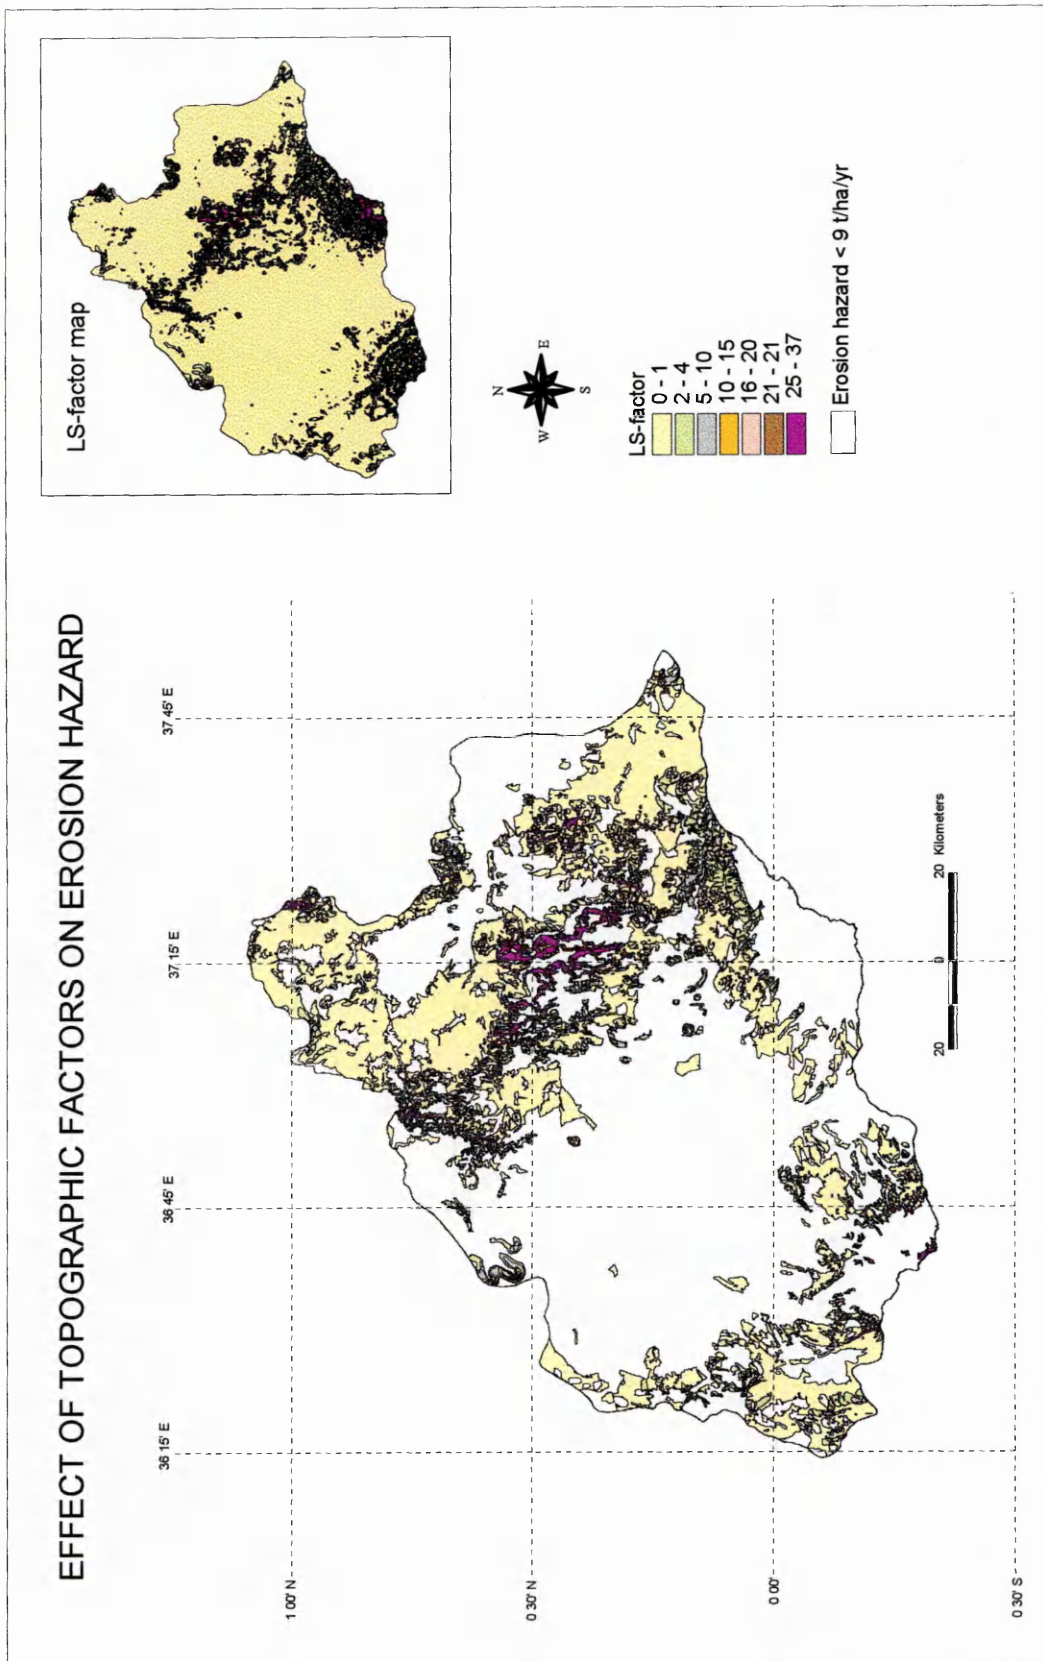 EFFECT OF TOPOGRAPHIC FACTORS ON EROSION HAZARD
36 15' E
36 45' E
37 15' E
37 45' E
1 00' N
0 30' N
0 00'
0 30' S
20 0 20 Kilometers
LS-factor map
N
W E
S
LS-factor
0 - 1
2 - 4
5 - 10
10 - 15
16 - 20
21 - 21
25 - 37
Erosion hazard < 9 t/ha/yr